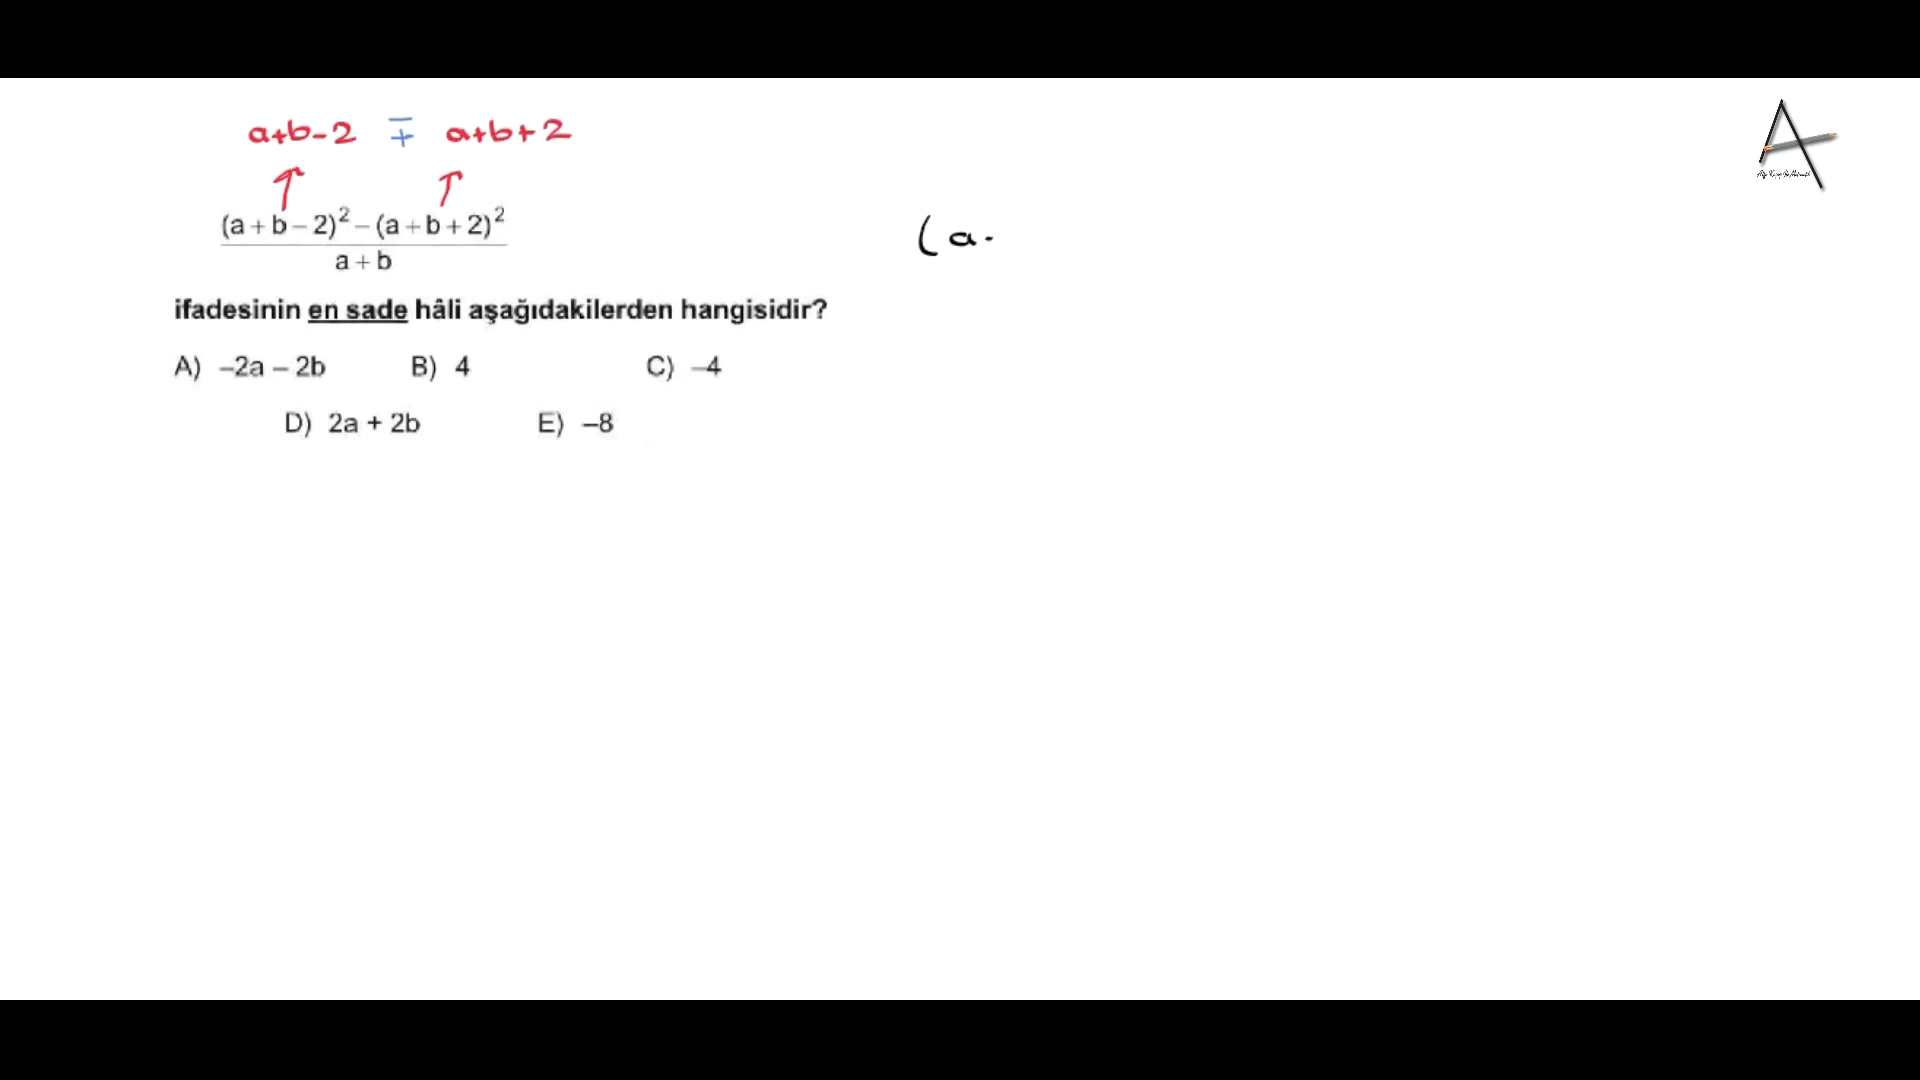 a+b-2 ∓ a+b+2
↑ ↑
(a + b – 2)² – (a + b + 2)²
a + b
(a·
ifadesinin en sade hâli aşağıdakilerden hangisidir?
A) –2a – 2b B) 4 C) –4
D) 2a + 2b E) –8